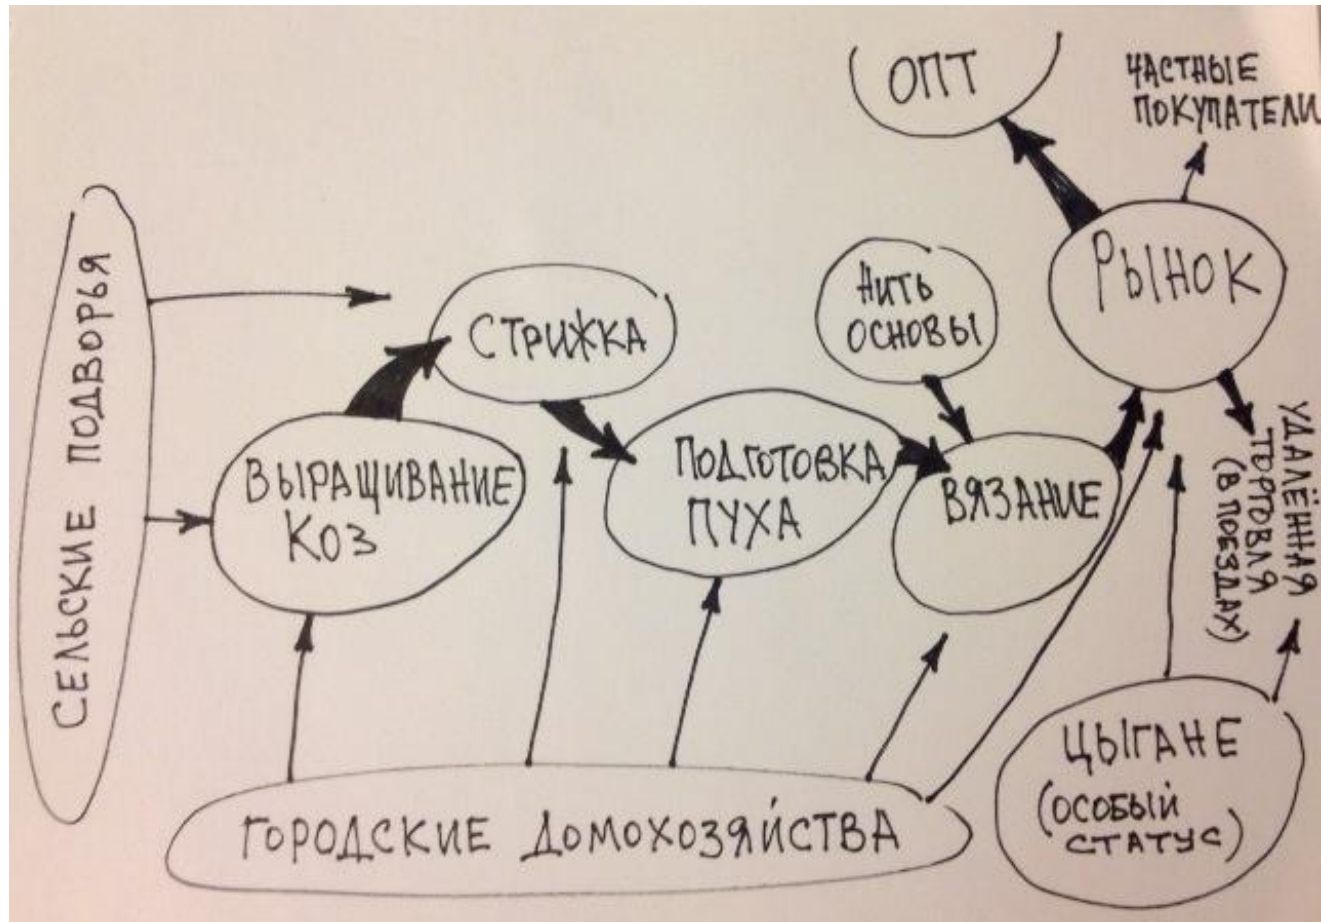 ОПТ
ЧАСТНЫЕ
ПОКУПАТЕЛИ
РЫНОК
НИТЬ
ОСНОВЫ
СТРИЖКА
СЕЛЬСКИЕ ПОДВОРЬЯ
ВЫРАЩИВАНИЕ
КОЗ
ПОДГОТОВКА
ПУХА
ВЯЗАНИЕ
УДАЛЁННАЯ
ТОРГОВЛЯ
(В ПОЕЗДАХ)
ЦЫГАНЕ
(ОСОБЫЙ
СТАТУС)
ГОРОДСКИЕ ДОМОХОЗЯЙСТВА